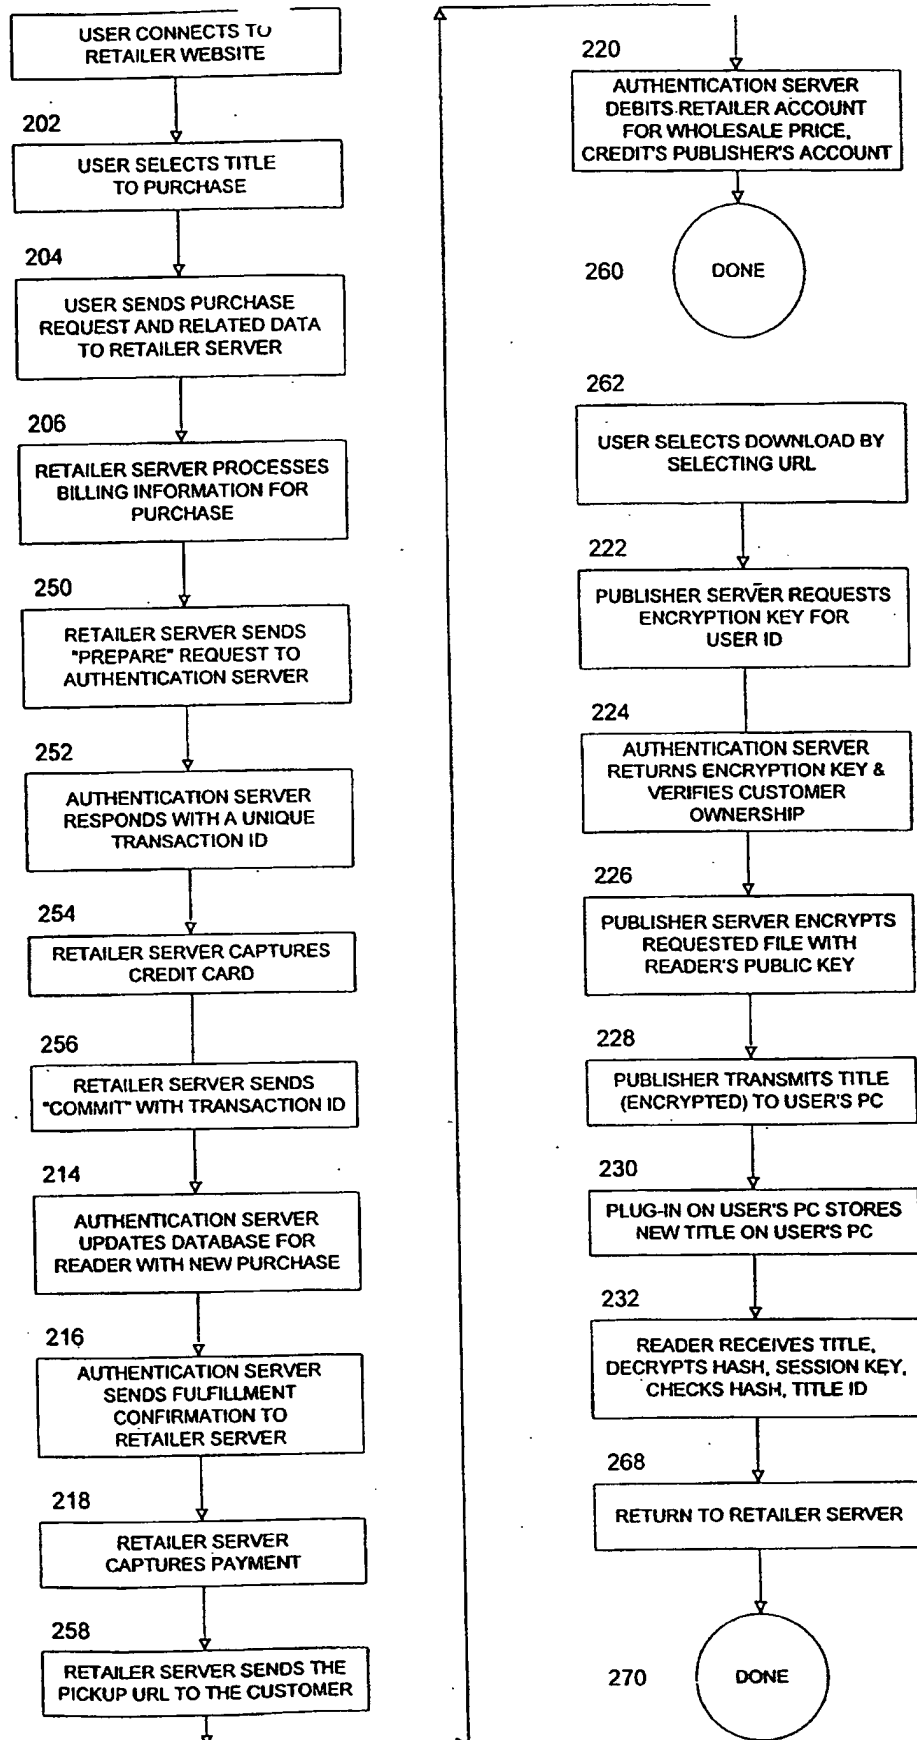 USER CONNECTS TO
RETAILER WEBSITE
202
USER SELECTS TITLE
TO PURCHASE
204
USER SENDS PURCHASE
REQUEST AND RELATED DATA
TO RETAILER SERVER
206
RETAILER SERVER PROCESSES
BILLING INFORMATION FOR
PURCHASE
250
RETAILER SERVER SENDS
"PREPARE" REQUEST TO
AUTHENTICATION SERVER
252
AUTHENTICATION SERVER
RESPONDS WITH A UNIQUE
TRANSACTION ID
254
RETAILER SERVER CAPTURES
CREDIT CARD
256
RETAILER SERVER SENDS
"COMMIT" WITH TRANSACTION ID
214
AUTHENTICATION SERVER
UPDATES DATABASE FOR
READER WITH NEW PURCHASE
216
AUTHENTICATION SERVER
SENDS FULFILLMENT
CONFIRMATION TO
RETAILER SERVER
218
RETAILER SERVER
CAPTURES PAYMENT
258
RETAILER SERVER SENDS THE
PICKUP URL TO THE CUSTOMER
220
AUTHENTICATION SERVER
DEBITS RETAILER ACCOUNT
FOR WHOLESALE PRICE,
CREDIT'S PUBLISHER'S ACCOUNT
260
DONE
262
USER SELECTS DOWNLOAD BY
SELECTING URL
222
PUBLISHER SERVER REQUESTS
ENCRYPTION KEY FOR
USER ID
224
AUTHENTICATION SERVER
RETURNS ENCRYPTION KEY &
VERIFIES CUSTOMER
OWNERSHIP
226
PUBLISHER SERVER ENCRYPTS
REQUESTED FILE WITH
READER'S PUBLIC KEY
228
PUBLISHER TRANSMITS TITLE
(ENCRYPTED) TO USER'S PC
230
PLUG-IN ON USER'S PC STORES
NEW TITLE ON USER'S PC
232
READER RECEIVES TITLE,
DECRYPTS HASH, SESSION KEY,
CHECKS HASH, TITLE ID
268
RETURN TO RETAILER SERVER
270
DONE